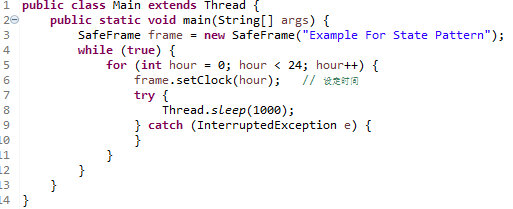 1 public class Main extends Thread {
2 public static void main(String[] args) {
3 SafeFrame frame = new SafeFrame("Example For State Pattern");
4 while (true) {
5 for (int hour = 0; hour < 24; hour++) {
6 frame.setClock(hour); // 设定时间
7 try {
8 Thread.sleep(1000);
9 } catch (InterruptedException e) {
10 }
11 }
12 }
13 }
14 }